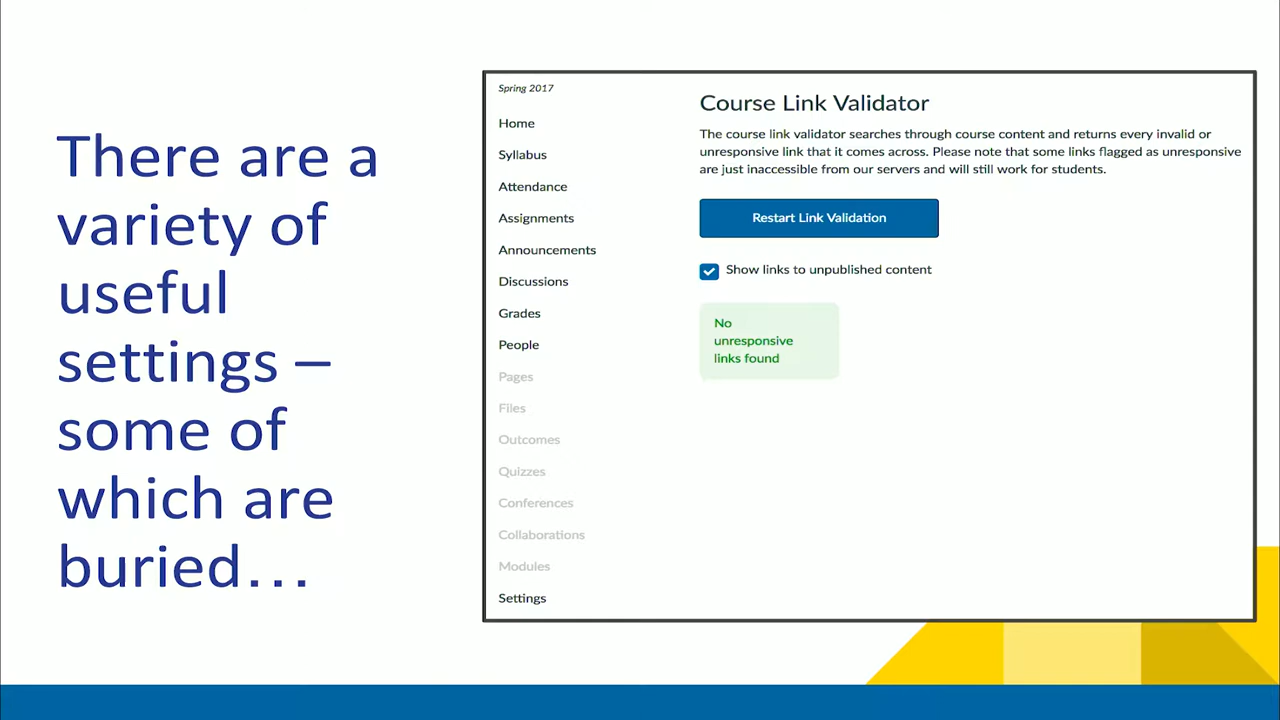 There are a
variety of
useful
settings –
some of
which are
buried…
Spring 2017
Home
Syllabus
Attendance
Assignments
Announcements
Discussions
Grades
People
Pages
Files
Outcomes
Quizzes
Conferences
Collaborations
Modules
Settings
Course Link Validator
The course link validator searches through course content and returns every invalid or
unresponsive link that it comes across. Please note that some links flagged as unresponsive
are just inaccessible from our servers and will still work for students.
Restart Link Validation
Show links to unpublished content
No
unresponsive
links found